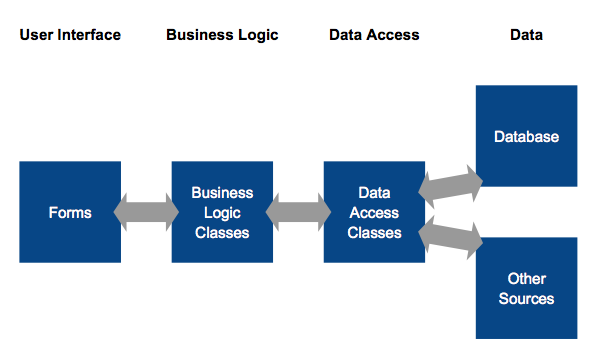 User Interface
Business Logic
Data Access
Data
Forms
Business
Logic
Classes
Data
Access
Classes
Database
Other
Sources